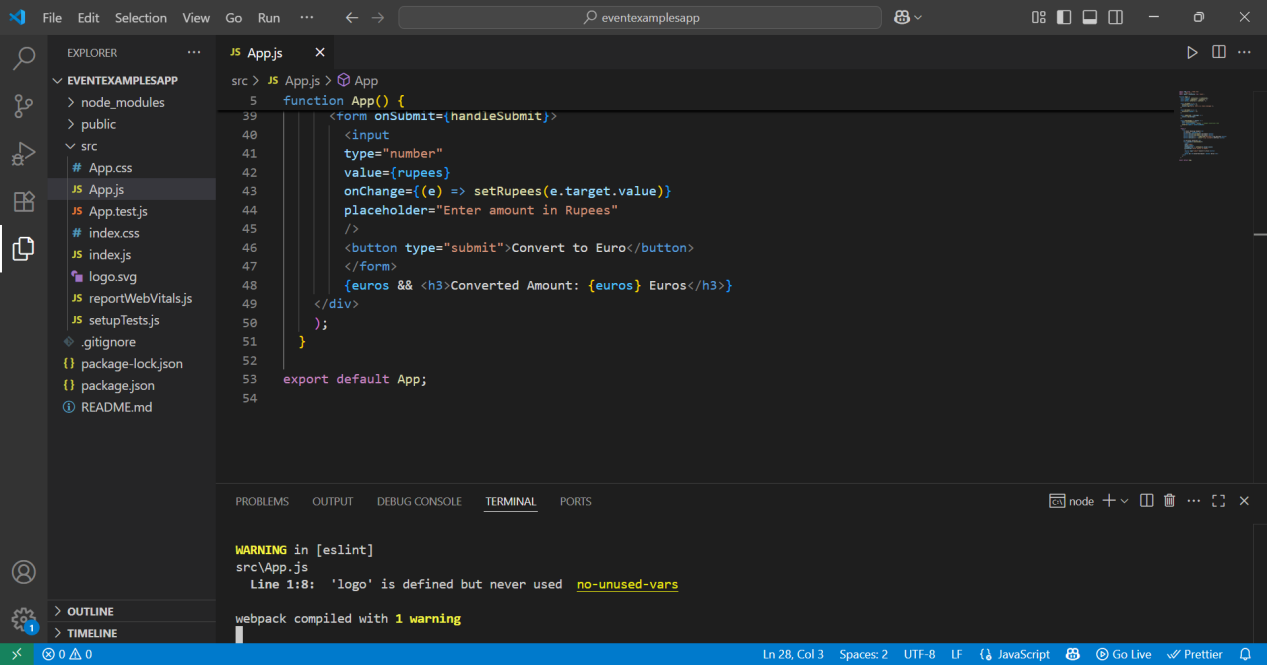 File Edit Selection View Go Run ··· eventexamplesapp
EXPLORER ···
EVENTEXAMPLESAPP
node_modules
public
src
# App.css
JS App.js
JS App.test.js
# index.css
JS index.js
logo.svg
JS reportWebVitals.js
JS setupTests.js
.gitignore
{} package-lock.json
{} package.json
README.md
OUTLINE
TIMELINE
1
JS App.js
src > JS App.js > App
5 function App() {
39 <form onSubmit={handleSubmit}>
40 <input
41 type="number"
42 value={rupees}
43 onChange={(e) => setRupees(e.target.value)}
44 placeholder="Enter amount in Rupees"
45 />
46 <button type="submit">Convert to Euro</button>
47 </form>
48 {euros && <h3>Converted Amount: {euros} Euros</h3>}
49 </div>
50 );
51 }
52
53 export default App;
54
PROBLEMS OUTPUT DEBUG CONSOLE TERMINAL PORTS node ···
WARNING in [eslint]
src\App.js
Line 1:8: 'logo' is defined but never used no-unused-vars
webpack compiled with 1 warning
0 0 Ln 28, Col 3 Spaces: 2 UTF-8 LF {} JavaScript Go Live Prettier